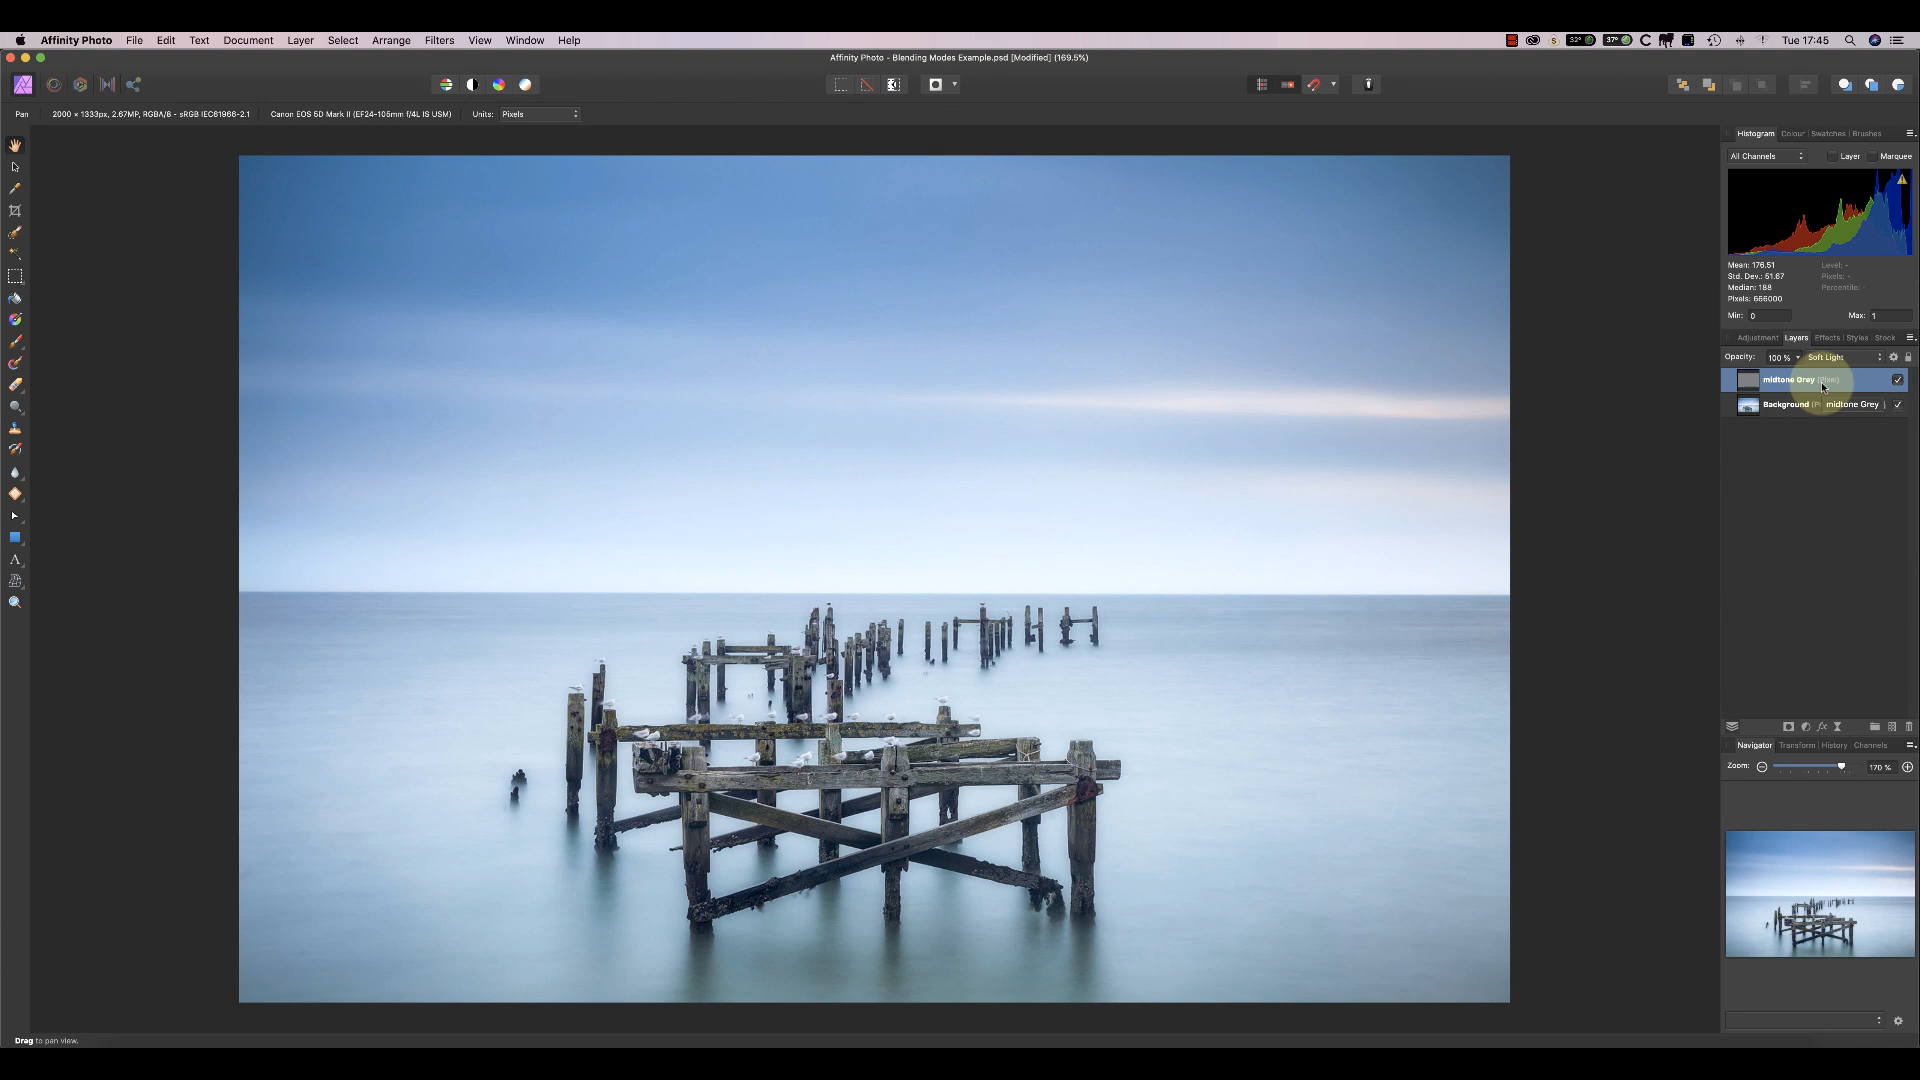 Affinity Photo File Edit Text Document Layer Select Arrange Filters View Window Help
32° 37° Tue 17:45
Affinity Photo - Blending Modes Example.psd [Modified] (169.5%)
Pan 2000 × 1333px, 2.67MP, RGBA/8 - sRGB IEC61966-2.1 Canon EOS 5D Mark II (EF24-105mm f/4L IS USM) Units: Pixels
Histogram Colour Swatches Brushes
All Channels Layer Marquee
Mean: 176.51 Level: -
Std. Dev.: 51.67 Pixels: -
Median: 188 Percentile: -
Pixels: 666000
Min: 0 Max: 1
Adjustment Layers Effects Styles Stock
Opacity: 100 % Soft Light
midtone Grey (Pixel)
Background midtone Grey
Navigator Transform History Channels
Zoom: 170 %
Drag to pan view.